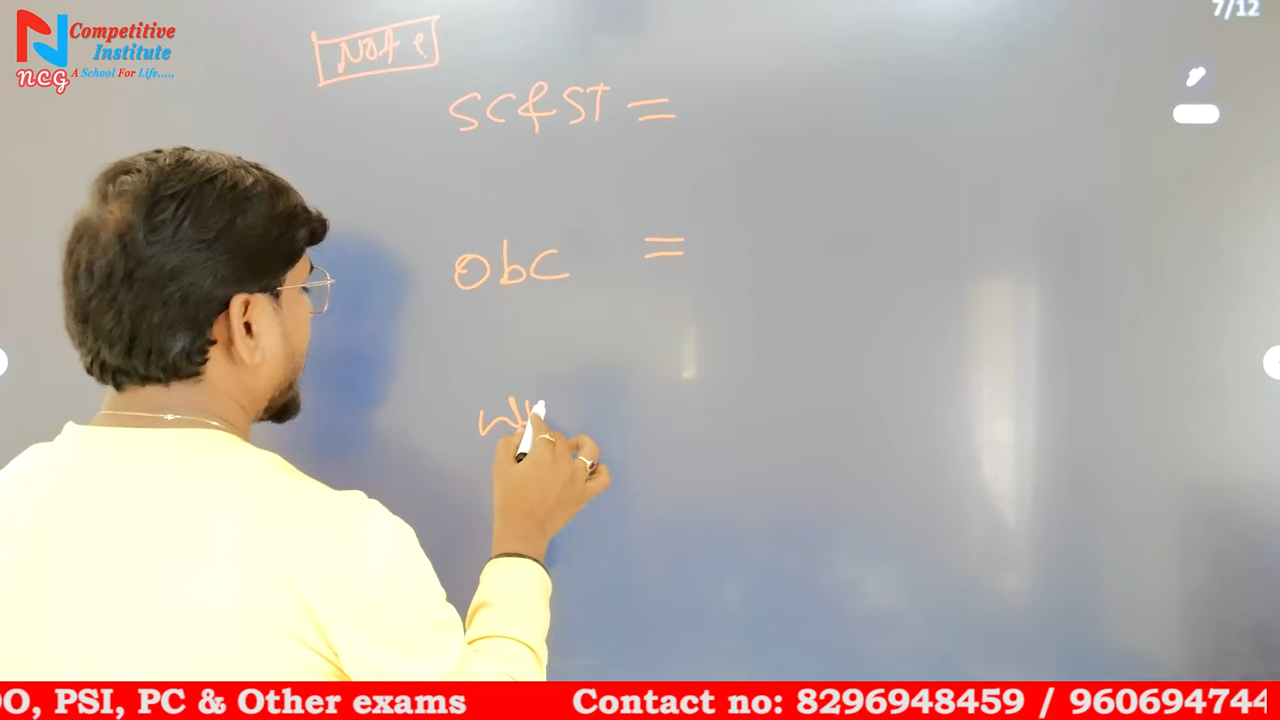 Competitive
Institute
NCG A School For Life....,
7/12
Note
SC & ST =
obc =
OO, PSI, PC & Other exams Contact no: 8296948459 / 960694744